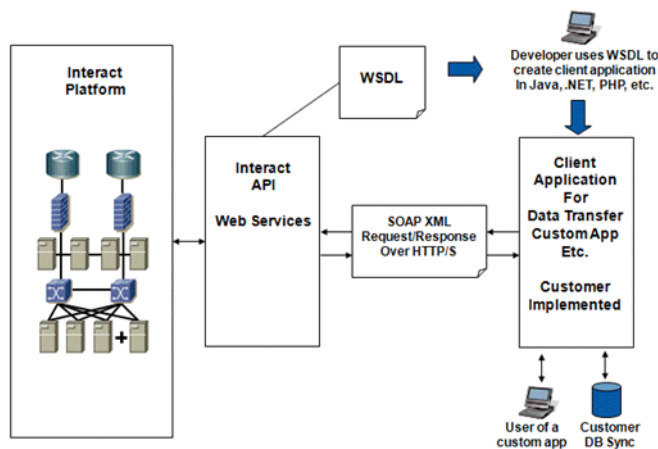 Interact
Platform
+
Interact
API
Web Services
WSDL
Developer uses WSDL to
create client application
In Java, .NET, PHP, etc.
SOAP XML
Request/Response
Over HTTP/S
Client
Application
For
Data Transfer
Custom App
Etc.
Customer
Implemented
User of a
custom app
Customer
DB Sync